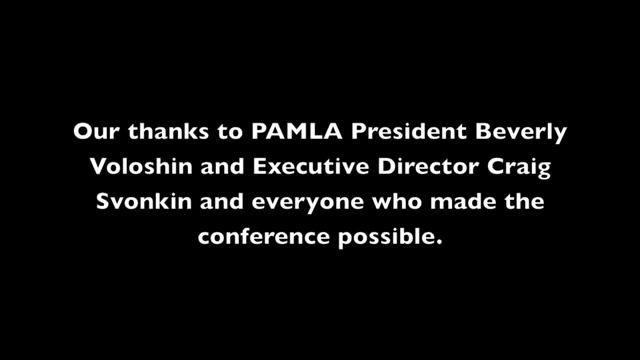 Our thanks to PAMLA President Beverly
Voloshin and Executive Director Craig
Svonkin and everyone who made the
conference possible.